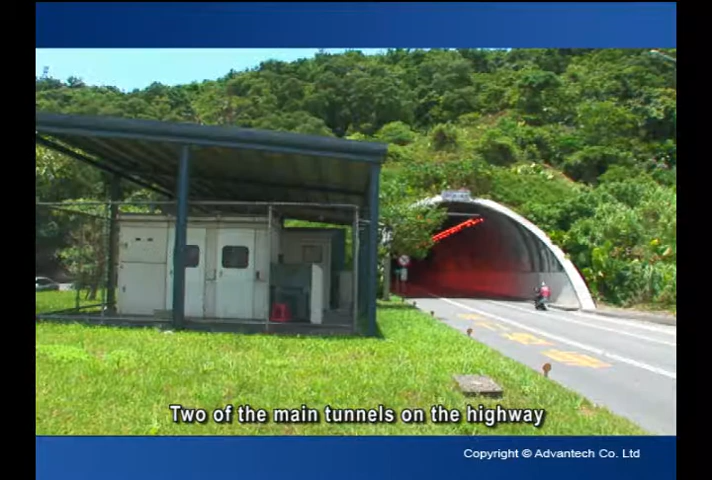 Two of the main tunnels on the highway
Copyright © Advantech Co. Ltd